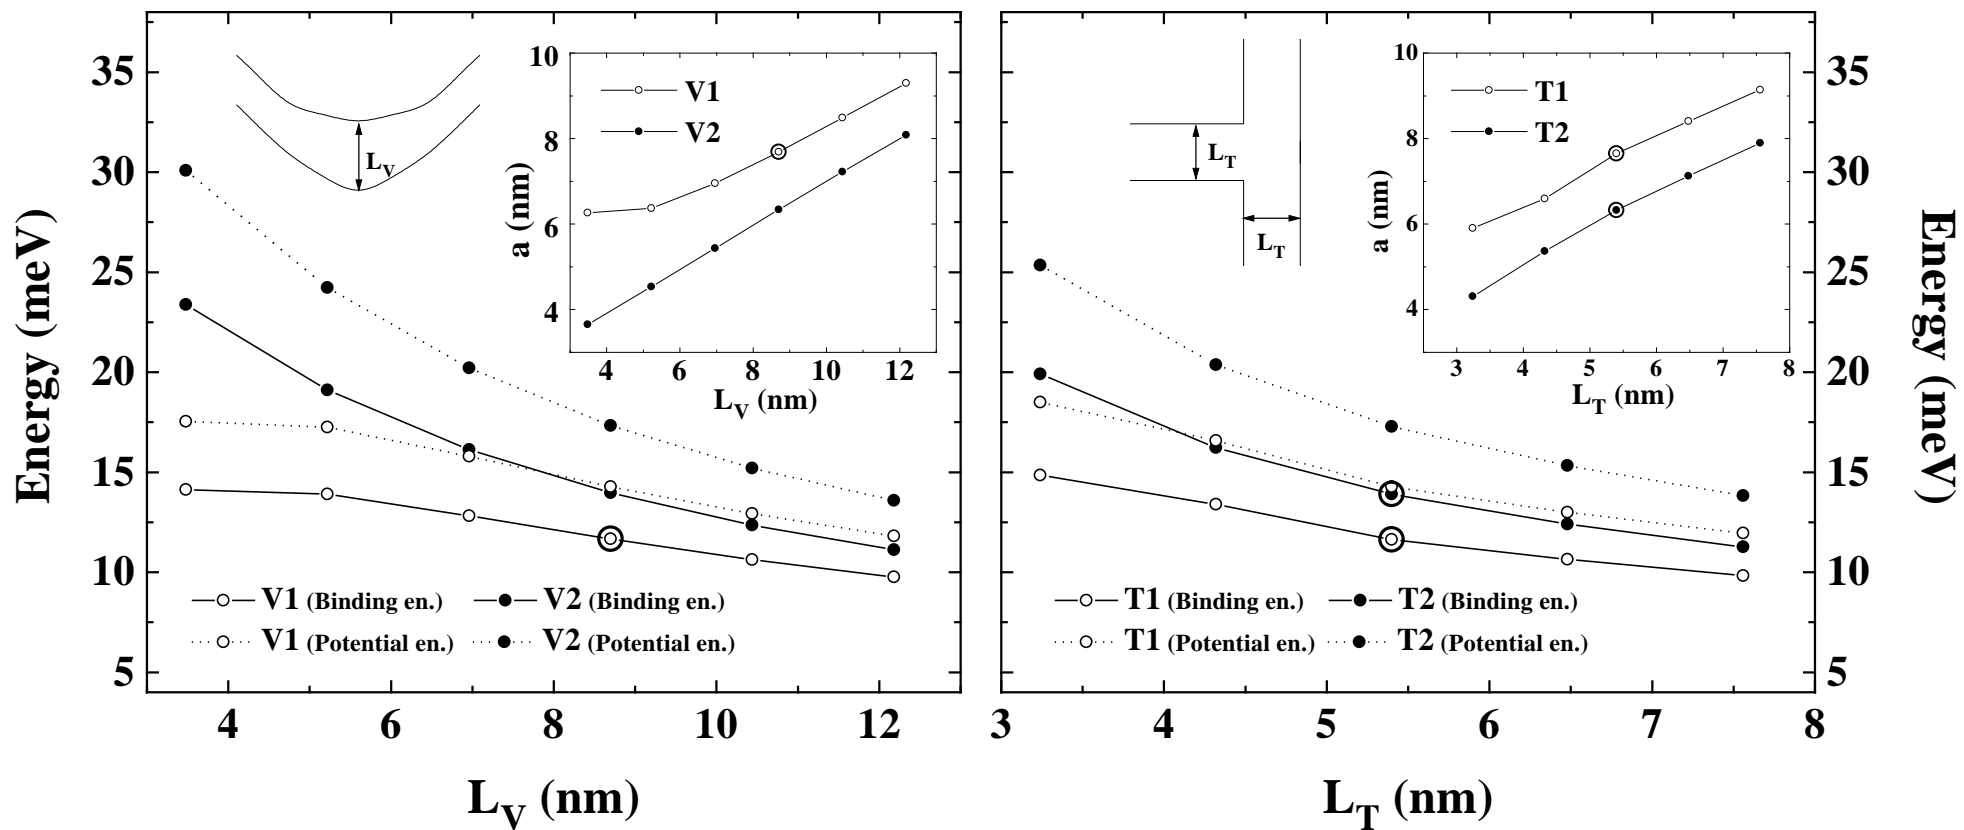 Energy (meV)
35
30
25
20
15
10
5
4
6
8
10
12
L_V (nm)
L_V
V1 (Binding en.)
V2 (Binding en.)
V1 (Potential en.)
V2 (Potential en.)
a (nm)
10
8
6
4
V1
V2
4
6
8
10
12
L_V (nm)
L_T
L_T
T1 (Binding en.)
T2 (Binding en.)
T1 (Potential en.)
T2 (Potential en.)
a (nm)
10
8
6
4
T1
T2
3
4
5
6
7
8
L_T (nm)
3
4
5
6
7
8
L_T (nm)
35
30
25
20
15
10
5
Energy (meV)